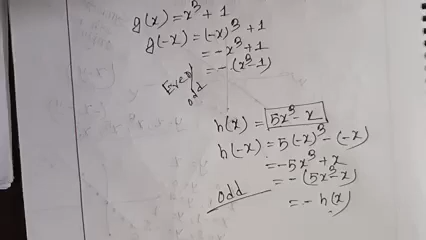 g(x) = x³ + 1
g(-x) = (-x)³ + 1
= -x³ + 1
= -(x³-1)
Even
odd
h(x) = 5x³ - x
h(-x) = 5(-x)³ - (-x)
= -5x³ + x
= -(5x³-x)
odd
= -h(x)